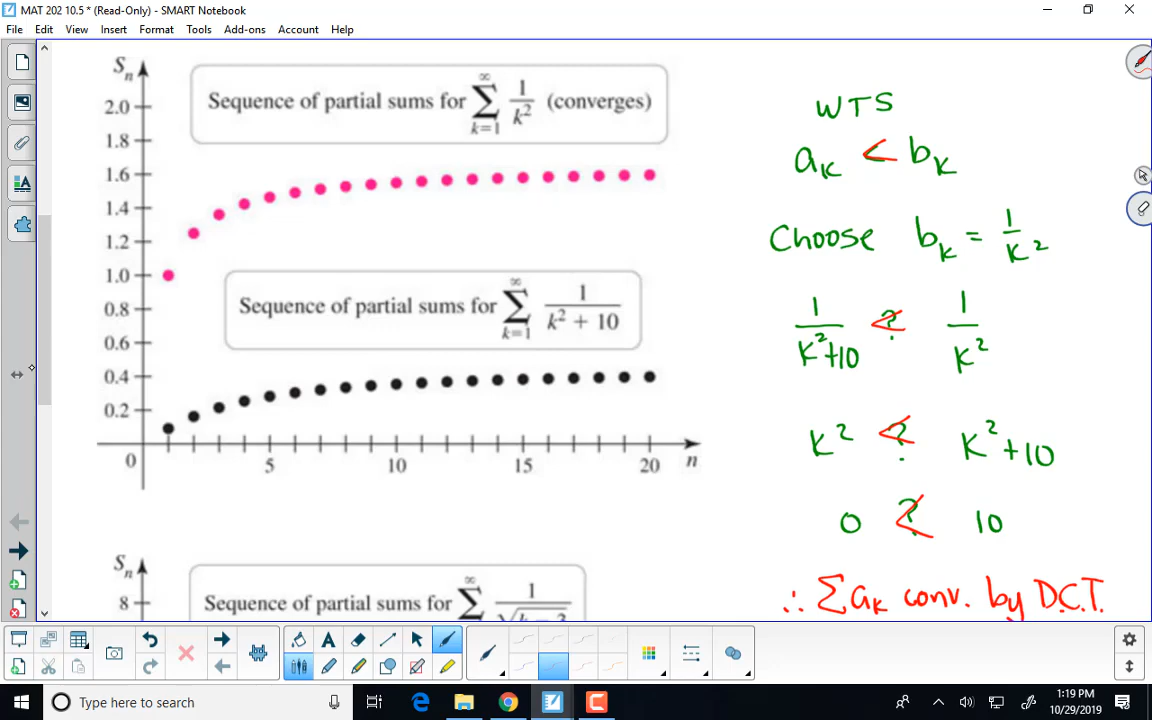 MAT 202 10.5 * (Read-Only) - SMART Notebook
File Edit View Insert Format Tools Add-ons Account Help
Sₙ
2.0
1.8
1.6
1.4
1.2
1.0
0.8
0.6
0.4
0.2
0 5 10 15 20 n
Sequence of partial sums for ∑_{k=1}^{∞} 1/k² (converges)
Sequence of partial sums for ∑_{k=1}^{∞} 1/(k² + 10)
Sₙ
8
Sequence of partial sums for ∑^{∞} 1/
WTS
aₖ < bₖ
Choose bₖ = 1/k²
1/(k²+10) <? 1/k²
k² <? k²+10
0 <? 10
∴ ∑aₖ conv. by D.C.T.
Type here to search
1:19 PM
10/29/2019